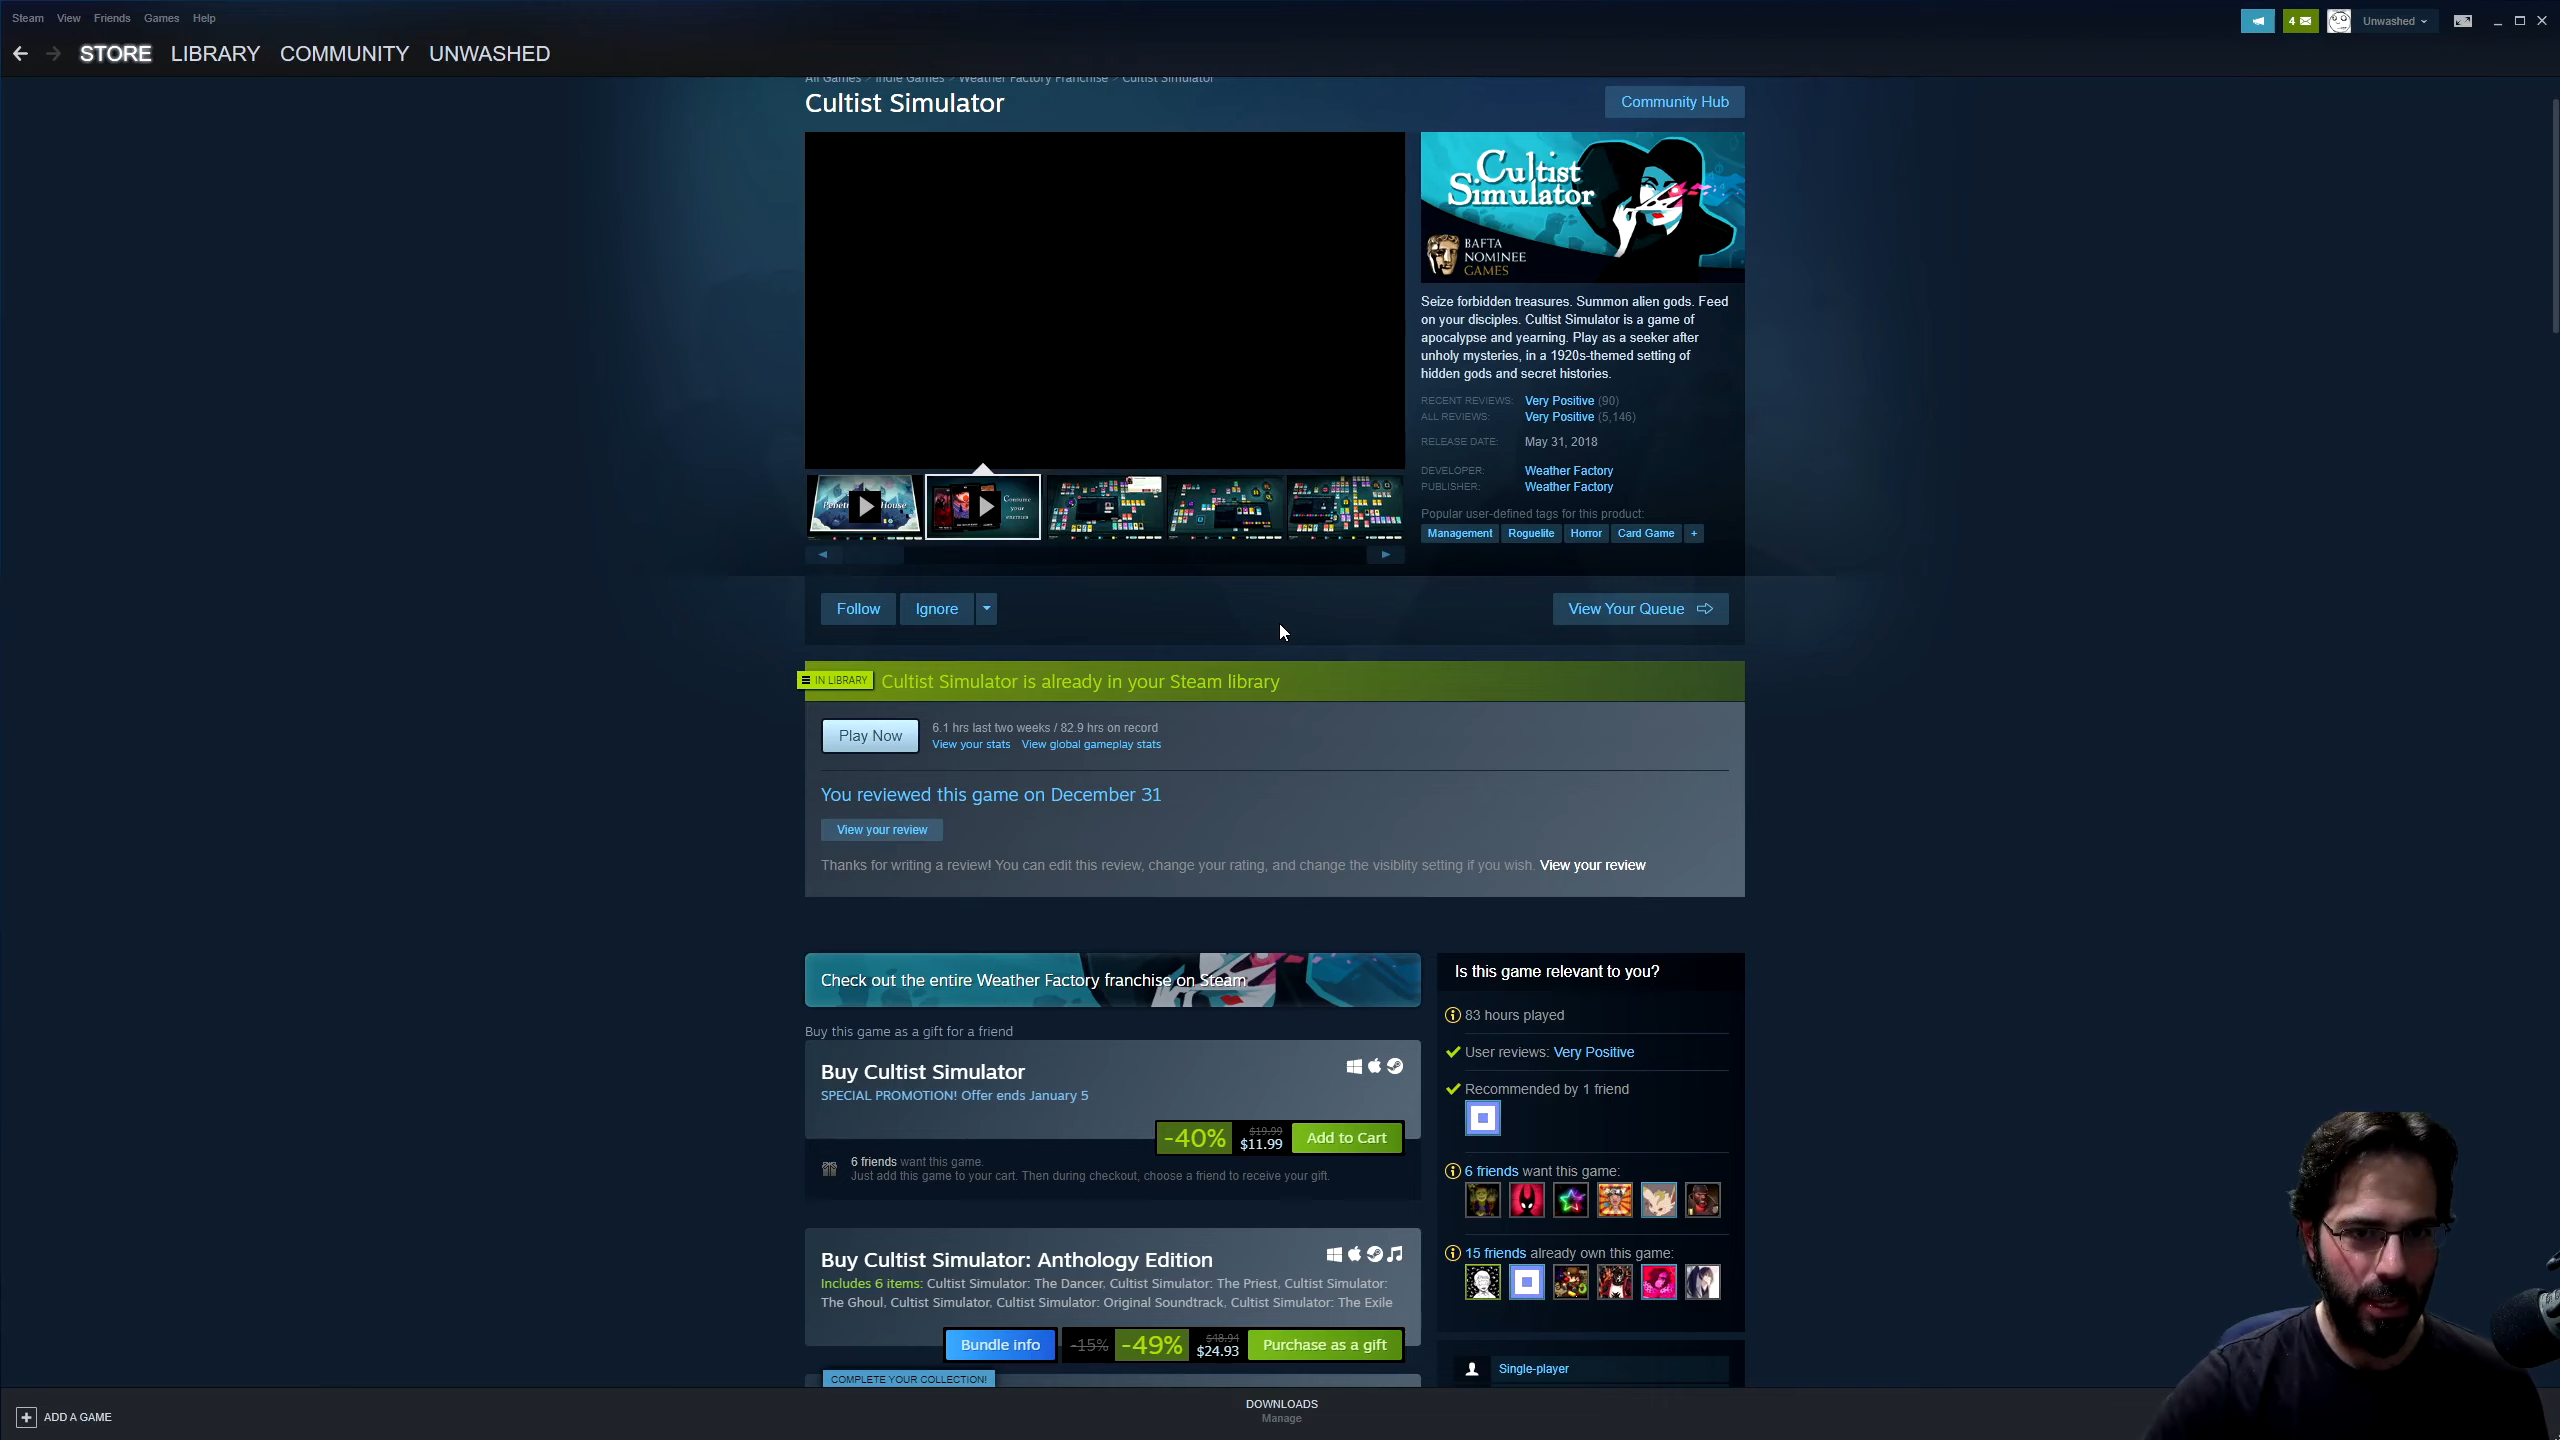 Steam View Friends Games Help
4
Unwashed
STORE LIBRARY COMMUNITY UNWASHED
All Games > Indie Games > Weather Factory Franchise > Cultist Simulator
Cultist Simulator
Community Hub
Cultist
Simulator
BAFTA
NOMINEE
GAMES
Seize forbidden treasures. Summon alien gods. Feed
on your disciples. Cultist Simulator is a game of
apocalypse and yearning. Play as a seeker after
unholy mysteries, in a 1920s-themed setting of
hidden gods and secret histories.
RECENT REVIEWS: Very Positive (90)
ALL REVIEWS: Very Positive (5,146)
RELEASE DATE: May 31, 2018
DEVELOPER: Weather Factory
PUBLISHER: Weather Factory
Popular user-defined tags for this product:
Management Roguelite Horror Card Game +
House
your
Follow Ignore
View Your Queue
IN LIBRARY
Cultist Simulator is already in your Steam library
Play Now
6.1 hrs last two weeks / 82.9 hrs on record
View your stats View global gameplay stats
You reviewed this game on December 31
View your review
Thanks for writing a review! You can edit this review, change your rating, and change the visiblity setting if you wish. View your review
Check out the entire Weather Factory franchise on Steam
Buy this game as a gift for a friend
Buy Cultist Simulator
SPECIAL PROMOTION! Offer ends January 5
-40% $19.99 $11.99 Add to Cart
6 friends want this game.
Just add this game to your cart. Then during checkout, choose a friend to receive your gift.
Buy Cultist Simulator: Anthology Edition
Includes 6 items: Cultist Simulator: The Dancer, Cultist Simulator: The Priest, Cultist Simulator:
The Ghoul, Cultist Simulator, Cultist Simulator: Original Soundtrack, Cultist Simulator: The Exile
Bundle info -15% -49% $48.94 $24.93 Purchase as a gift
COMPLETE YOUR COLLECTION!
Is this game relevant to you?
83 hours played
User reviews: Very Positive
Recommended by 1 friend
6 friends want this game:
15 friends already own this game:
Single-player
ADD A GAME
DOWNLOADS
Manage